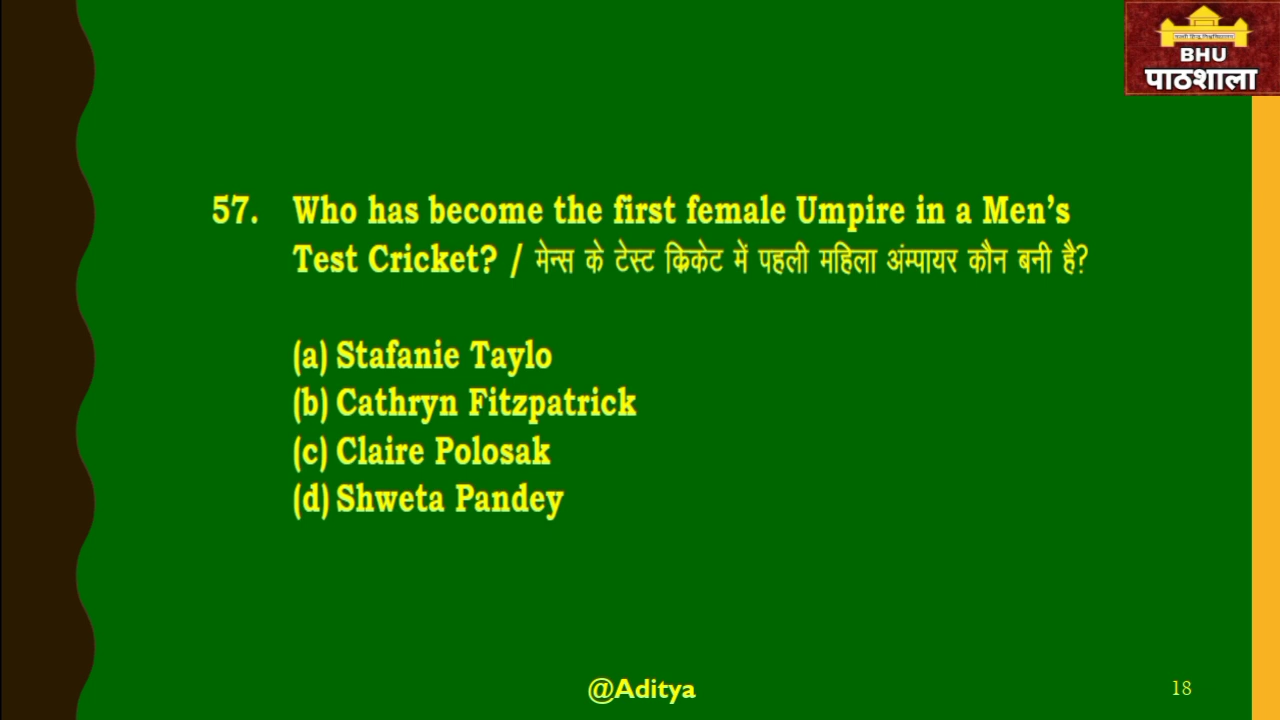 BHU
पाठशाला
57. Who has become the first female Umpire in a Men's
Test Cricket? / मेन्स के टेस्ट क्रिकेट में पहली महिला अंम्पायर कौन बनी है?
(a) Stafanie Taylo
(b) Cathryn Fitzpatrick
(c) Claire Polosak
(d) Shweta Pandey
@Aditya
18